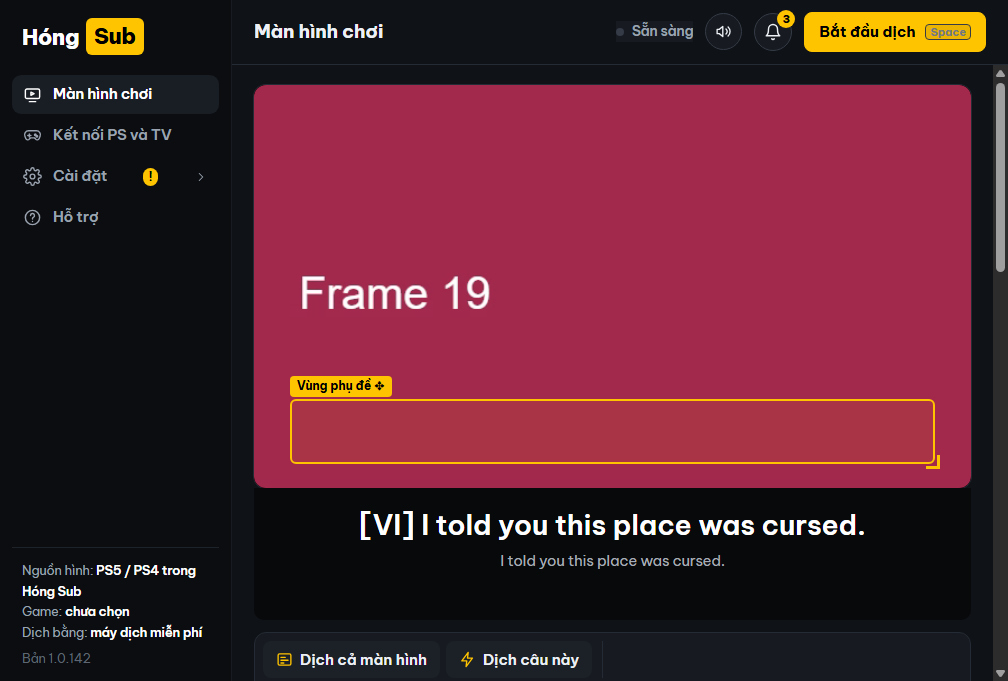 Hóng Sub
Màn hình chơi
Kết nối PS và TV
Cài đặt !
Hỗ trợ
Nguồn hình: PS5 / PS4 trong
Hóng Sub
Game: chưa chọn
Dịch bằng: máy dịch miễn phí
Bản 1.0.142
Màn hình chơi
Sẵn sàng
3
Bắt đầu dịch Space
Frame 19
Vùng phụ đề
[VI] I told you this place was cursed.
I told you this place was cursed.
Dịch cả màn hình
Dịch câu này